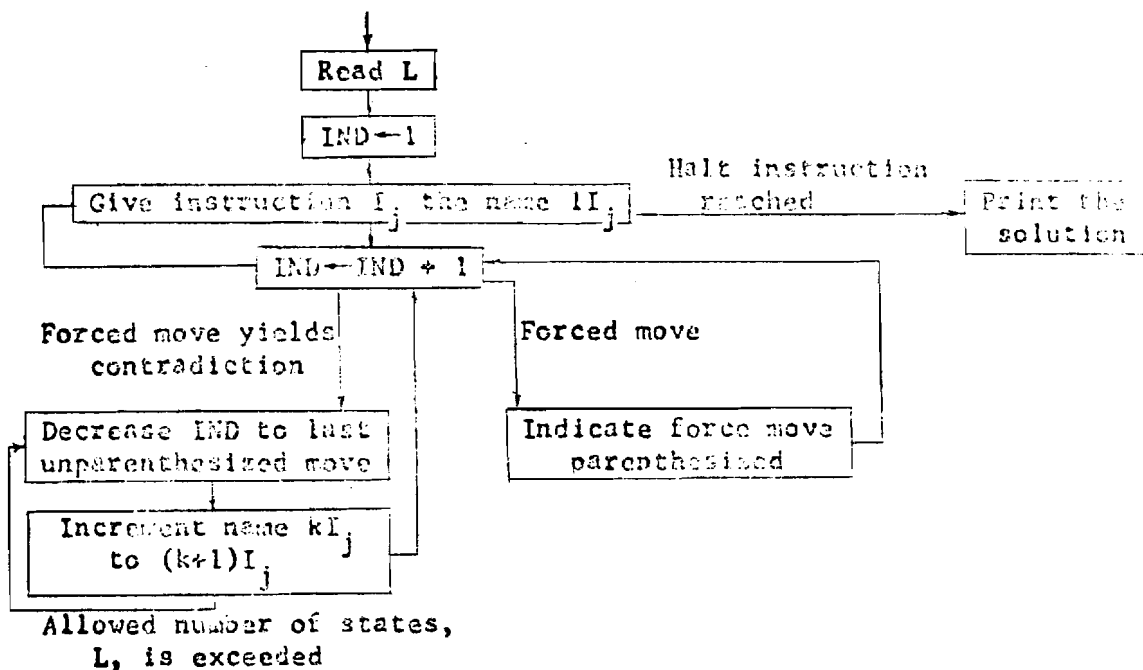 Read L
IND←1
Give instruction I_j the name 1I_j
Halt instruction
reached
Print the
solution
IND←IND + 1
Forced move yields
contradiction
Forced move
Decrease IND to last
unparenthesized move
Indicate force move
parenthesized
Increment name kI_j
to (k+1)I_j
Allowed number of states,
L, is exceeded